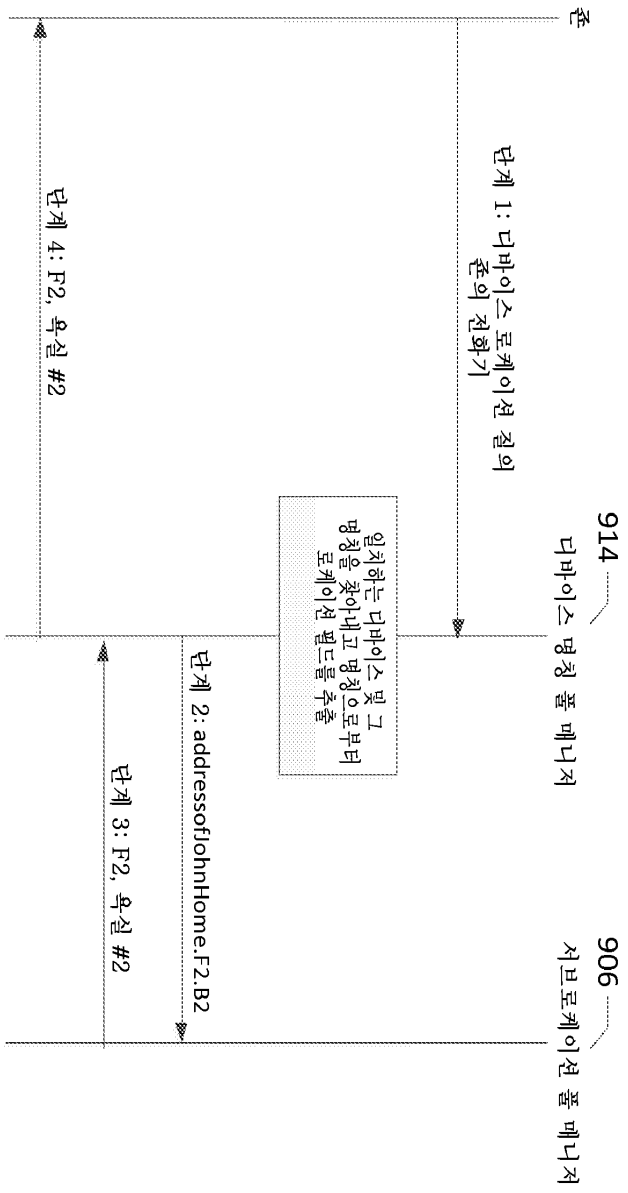 존
914
디바이스 명칭 풀 매니저
906
서브로케이션 풀 매니저
단계 1: 디바이스 로케이션 질의
존의 전화기
일치하는 디바이스 및 그
명칭을 찾아내고 명칭으로부터
로케이션 필드를 추출
단계 2: addressofJohnHome.F2.B2
단계 3: F2, 욕실 #2
단계 4: F2, 욕실 #2